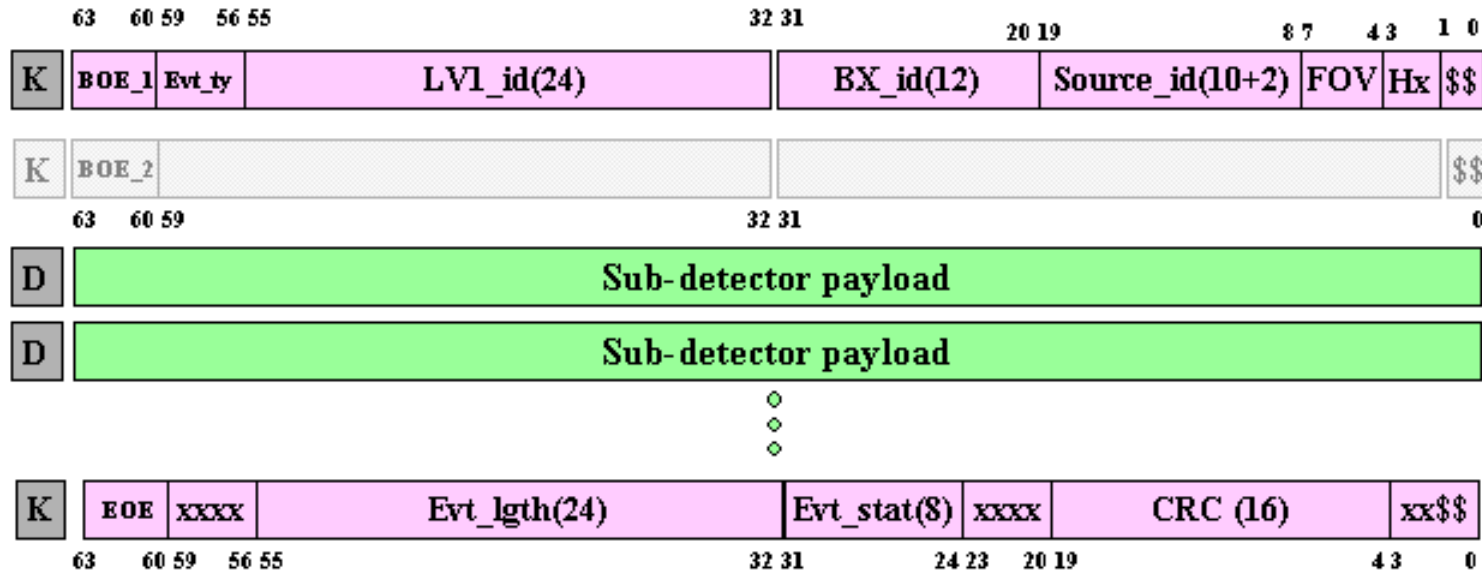 63 60 59 56 55 32 31 20 19 8 7 4 3 1 0
K BOE_1 Evt_ty LV1_id(24) BX_id(12) Source_id(10+2) FOV Hx $$
K BOE_2 $$
63 60 59 32 31 0
D Sub-detector payload
D Sub-detector payload
K EOE xxxx Evt_lgth(24) Evt_stat(8) xxxx CRC (16) xx$$
63 60 59 56 55 32 31 24 23 20 19 4 3 0